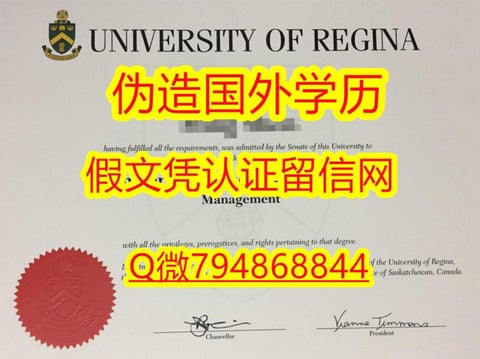 UNIVERSITY OF REGINA
伪造国外学历
having fulfilled all the requirements, was admitted by the Senate of this University to
假文凭认证留信网
Management
with all the privileges, prerogatives, and rights pertaining to that degree.
Q微794868844
of the University of Regina,
of Saskatchewan, Canada.
Chancellor
Vianne Timmons
President